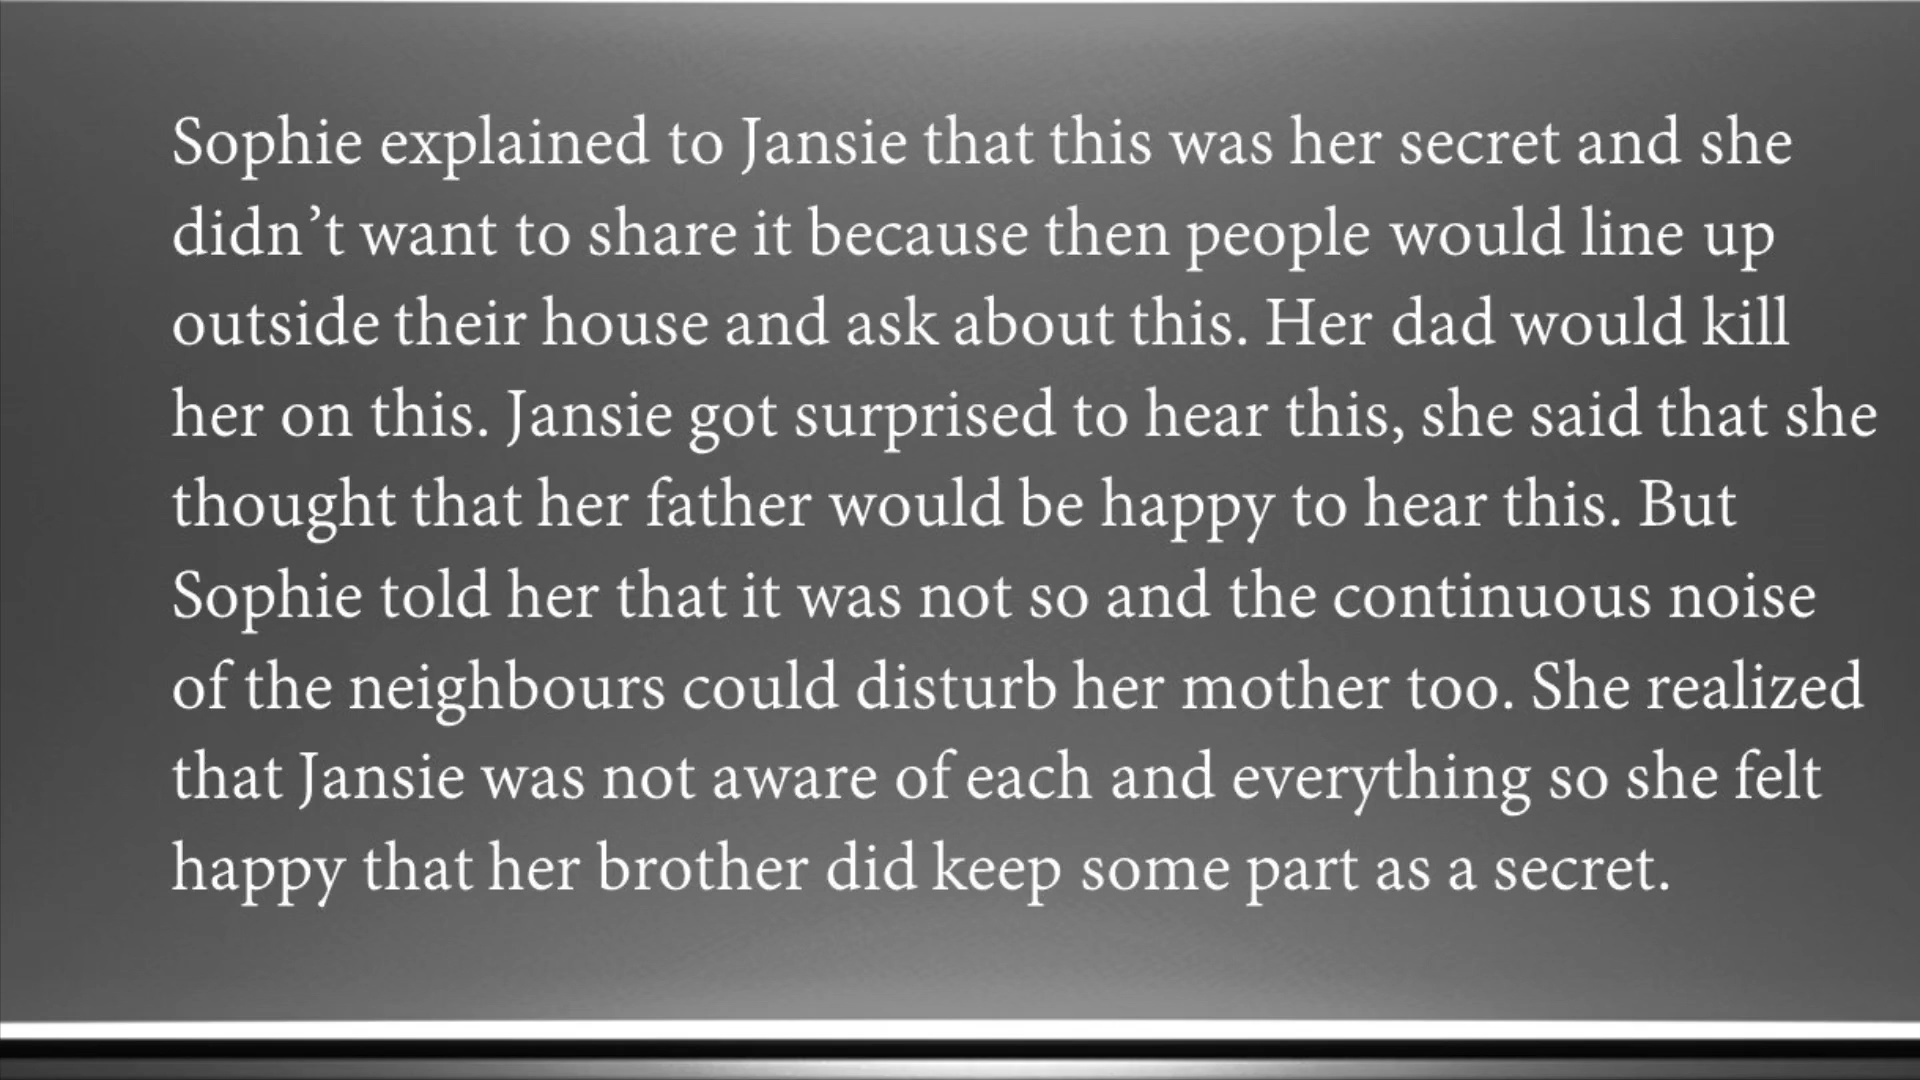 Sophie explained to Jansie that this was her secret and she
didn’t want to share it because then people would line up
outside their house and ask about this. Her dad would kill
her on this. Jansie got surprised to hear this, she said that she
thought that her father would be happy to hear this. But
Sophie told her that it was not so and the continuous noise
of the neighbours could disturb her mother too. She realized
that Jansie was not aware of each and everything so she felt
happy that her brother did keep some part as a secret.